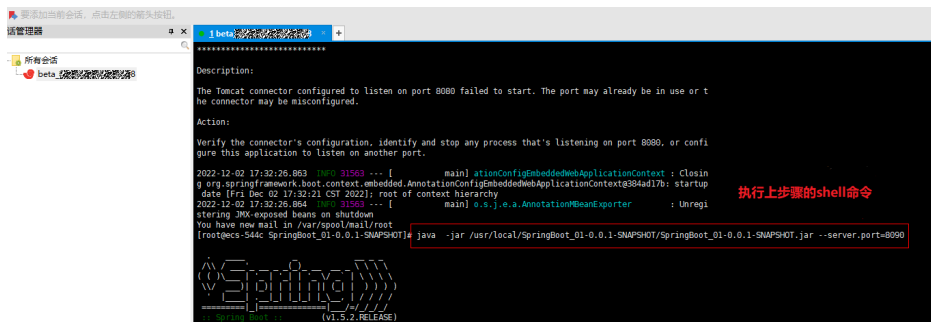 要添加当前会话，点击左侧的箭头按钮。
话管理器
1 beta
8
+
所有会话
beta_
8
***************************
Description:
The Tomcat connector configured to listen on port 8080 failed to start. The port may already be in use or t
he connector may be misconfigured.
Action:
Verify the connector's configuration, identify and stop any process that's listening on port 8080, or confi
gure this application to listen on another port.
2022-12-02 17:32:26.863  INFO 31563 --- [           main] ationConfigEmbeddedWebApplicationContext : Closin
g org.springframework.boot.context.embedded.AnnotationConfigEmbeddedWebApplicationContext@384ad17b: startup
 date [Fri Dec 02 17:32:21 CST 2022]; root of context hierarchy
2022-12-02 17:32:26.864  INFO 31563 --- [           main] o.s.j.e.a.AnnotationMBeanExporter        : Unregi
stering JMX-exposed beans on shutdown
You have new mail in /var/spool/mail/root
[root@ecs-544c SpringBoot_01-0.0.1-SNAPSHOT]# java  -jar /usr/local/SpringBoot_01-0.0.1-SNAPSHOT/SpringBoot_01-0.0.1-SNAPSHOT.jar --server.port=8090
执行上步骤的shell命令
:: Spring Boot ::        (v1.5.2.RELEASE)